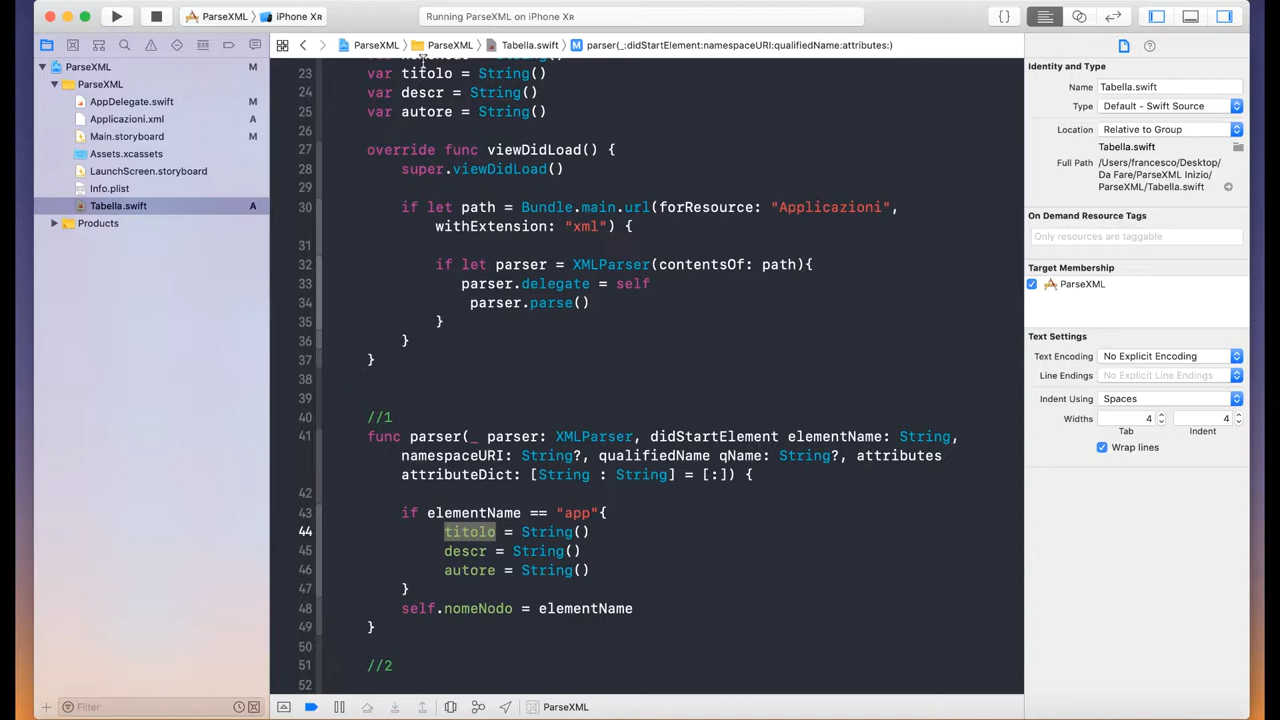 ParseXML
iPhone Xʀ
Running ParseXML on iPhone Xʀ
{ }
ParseXML
ParseXML
Tabella.swift
M
parser(_:didStartElement:namespaceURI:qualifiedName:attributes:)
ParseXML
M
ParseXML
AppDelegate.swift
M
Applicazioni.xml
A
Main.storyboard
M
Assets.xcassets
LaunchScreen.storyboard
Info.plist
Tabella.swift
A
Products
Filter
23 var titolo = String()
24 var descr = String()
25 var autore = String()
26
27 override func viewDidLoad() {
28 super.viewDidLoad()
29
30 if let path = Bundle.main.url(forResource: "Applicazioni",
withExtension: "xml") {
31
32 if let parser = XMLParser(contentsOf: path){
33 parser.delegate = self
34 parser.parse()
35 }
36 }
37 }
38
39
40 //1
41 func parser(_ parser: XMLParser, didStartElement elementName: String,
namespaceURI: String?, qualifiedName qName: String?, attributes
attributeDict: [String : String] = [:]) {
42
43 if elementName == "app"{
44 titolo = String()
45 descr = String()
46 autore = String()
47 }
48 self.nomeNodo = elementName
49 }
50
51 //2
52
ParseXML
Identity and Type
Name Tabella.swift
Type Default - Swift Source
Location Relative to Group
Tabella.swift
Full Path /Users/francesco/Desktop/
Da Fare/ParseXML Inizio/
ParseXML/Tabella.swift
On Demand Resource Tags
Only resources are taggable
Target Membership
ParseXML
Text Settings
Text Encoding No Explicit Encoding
Line Endings No Explicit Line Endings
Indent Using Spaces
Widths 4 4
Tab Indent
Wrap lines